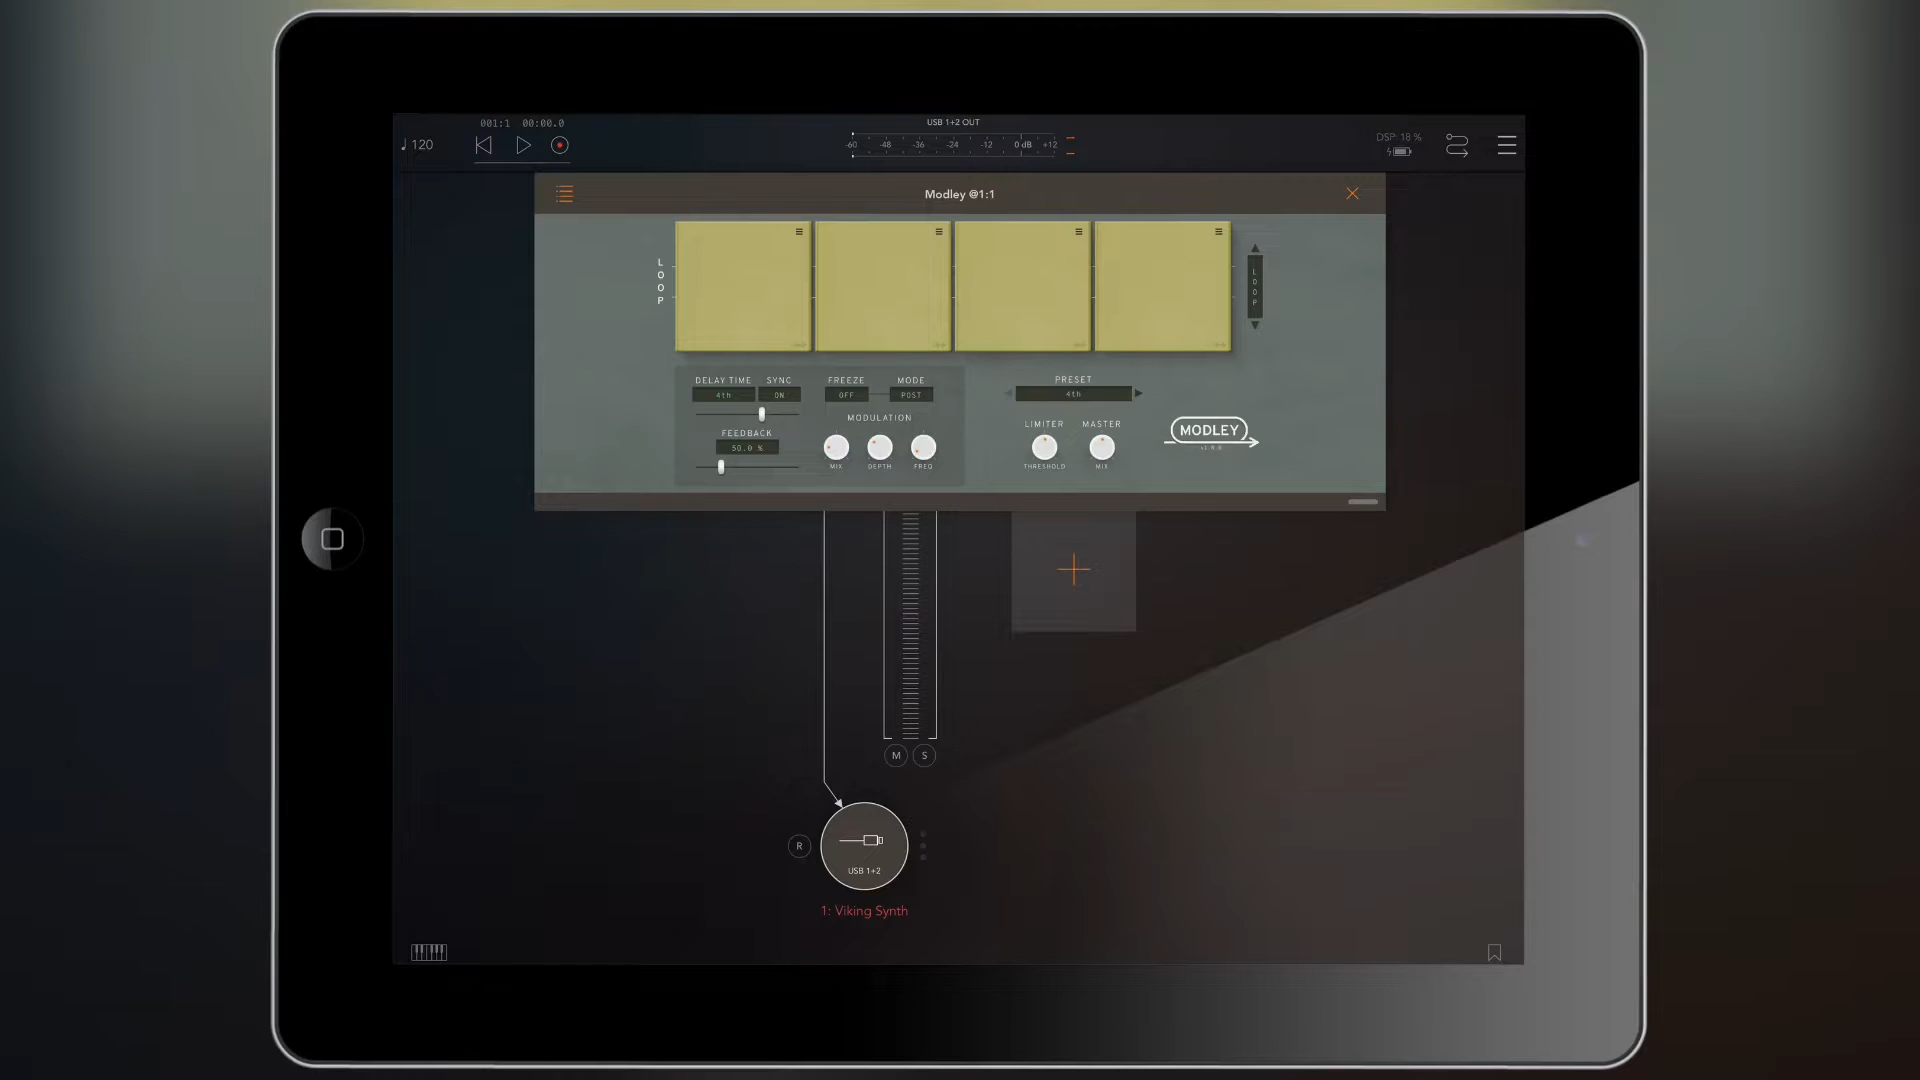 001:1 00:00.0
120
USB 1+2 OUT
-60 -48 -36 -24 -12 0 dB +12
DSP: 18 %
Modley @1:1
LOOP
LOOP
DELAY TIME SYNC
4th ON
FREEZE MODE
OFF POST
MODULATION
MIX DEPTH FREQ
FEEDBACK
50.0 %
PRESET
4th
LIMITER MASTER
THRESHOLD MIX
MODLEY
M S
R
USB 1+2
1: Viking Synth